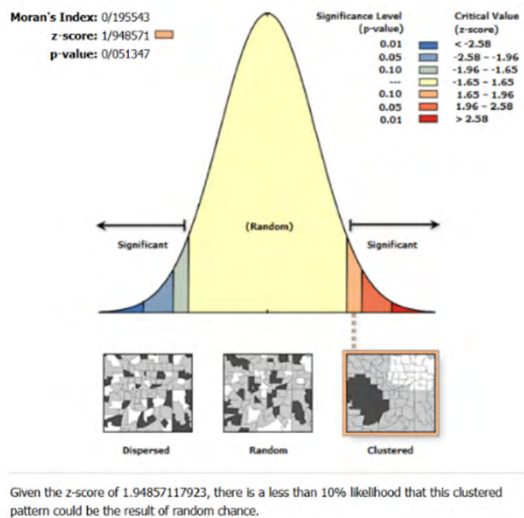 Moran's Index: 0/195543
z-score: 1/948571
p-value: 0/051347
Significance Level
(p-value)
Critical Value
(z-score)
0.01 < -2.58
0.05 -2.58 - -1.96
0.10 -1.96 - -1.65
--- -1.65 - 1.65
0.10 1.65 - 1.96
0.05 1.96 - 2.58
0.01 > 2.58
(Random)
Significant
Significant
Dispersed
Random
Clustered
Given the z-score of 1.94857117923, there is a less than 10% likelihood that this clustered
pattern could be the result of random chance.